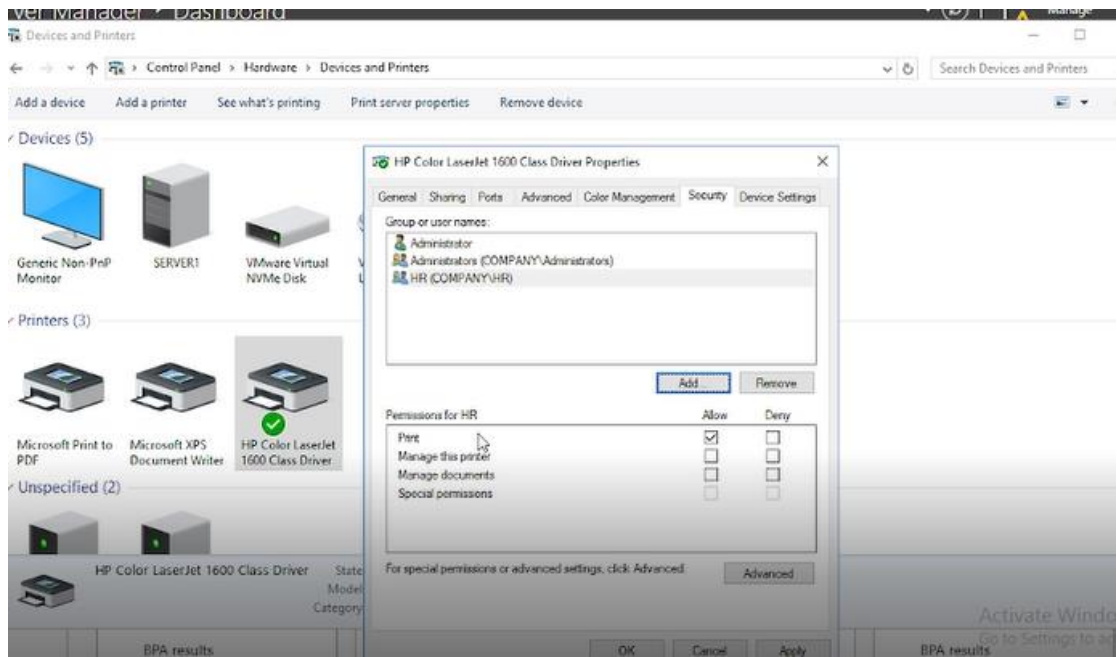 ver Manager Dashboard
Manage
Devices and Printers
Control Panel > Hardware > Devices and Printers
Search Devices and Printers
Add a device Add a printer See what's printing Print server properties Remove device
Devices (5)
HP Color LaserJet 1600 Class Driver Properties
General Sharing Ports Advanced Color Management Security Device Settings
Group or user names:
Administrator
Administrators (COMPANY\Administrators)
HR (COMPANY\HR)
Generic Non-PnP Monitor
SERVER1
VMware Virtual NVMe Disk
Printers (3)
Add... Remove
Permissions for HR Allow Deny
Print
Manage this printer
Manage documents
Special permissions
Microsoft Print to PDF
Microsoft XPS Document Writer
HP Color LaserJet 1600 Class Driver
Unspecified (2)
For special permissions or advanced settings, click Advanced.
Advanced
HP Color LaserJet 1600 Class Driver
State
Model
Category
Activate Windo
Go to Settings to ac
BPA results
OK Cancel Apply
BPA results